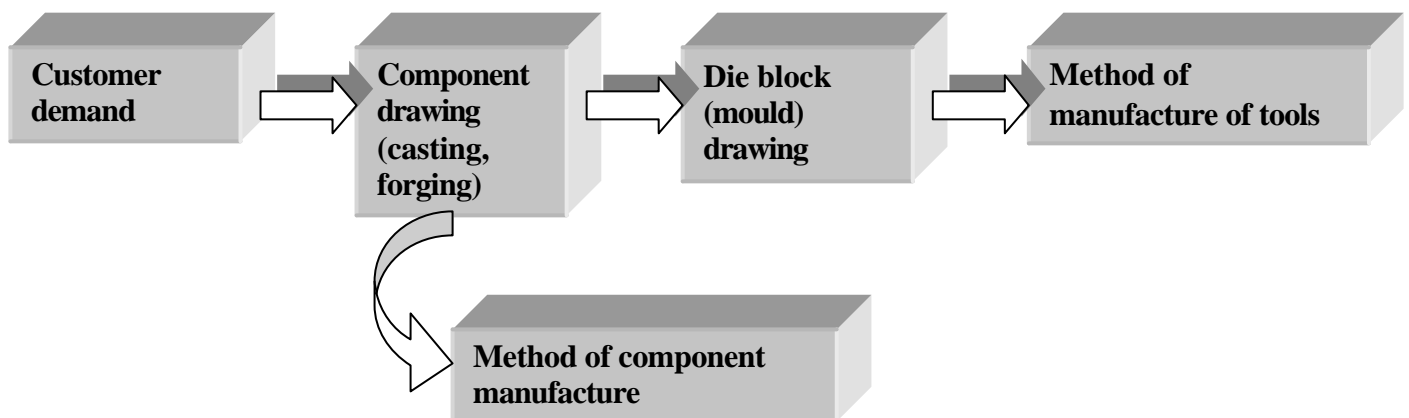 Customer
demand
Component
drawing
(casting,
forging)
Die block
(mould)
drawing
Method of
manufacture of tools
Method of component
manufacture